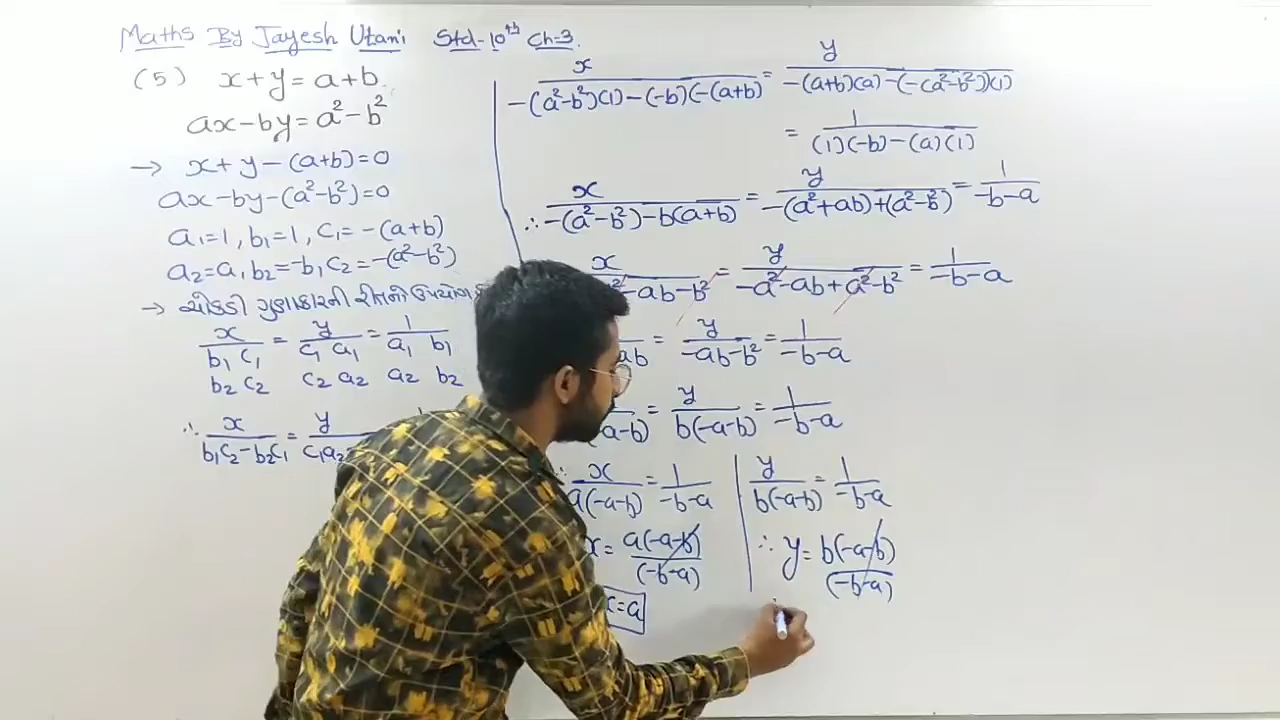 Maths By Jayesh Utani Std-10th Ch-3.
(5) x+y=a+b.
ax-by=a²-b²
→ x+y-(a+b)=0
ax-by-(a²-b²)=0
a₁=1, b₁=1, c₁=-(a+b)
a₂=a, b₂=-b, c₂=-(a²-b²)
→ ચોકડી ગુણાકારની રીતનો ઉપયોગ
x/(b₁ c₁ b₂ c₂) = y/(c₁ a₁ c₂ a₂) = 1/(a₁ b₁ a₂ b₂)
∴ x/(b₁c₂-b₂c₁) = y/(c₁a₂
x/(-(a²-b²)(1)-(-b)(-(a+b)) = y/(-(a+b)(a)-(-(a²-b²))(1)
= 1/((1)(-b)-(a)(1))
∴ x/(-(a²-b²)-b(a+b)) = y/(-(a²+ab)+(a²-b²)) = 1/(-b-a)
x/(² -ab-b²) = y/(-a²-ab+a²-b²) = 1/(-b-a)
ab = y/(-ab-b²) = 1/(-b-a)
a-b) = y/(b(-a-b)) = 1/(-b-a)
∴ x/(a(-a-b)) = 1/(-b-a)
x = a(-a-b)/(-b-a)
x=a
y/(b(-a-b)) = 1/(-b-a)
∴ y = b(-a-b)/(-b-a)